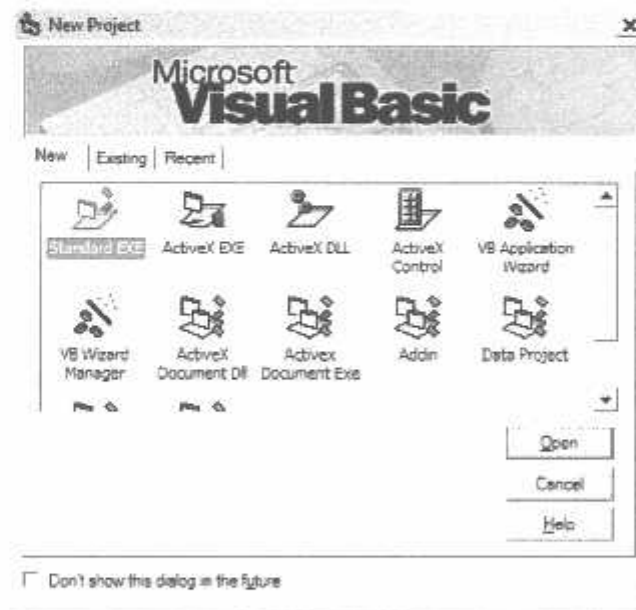 New Project
Microsoft
Visual Basic
New Existing Recent
Standard EXE ActiveX EXE ActiveX DLL ActiveX Control VB Application Wizard
VB Wizard Manager ActiveX Document Dll Activex Document Exe Addin Data Project
Open
Cancel
Help
Don't show this dialog in the future